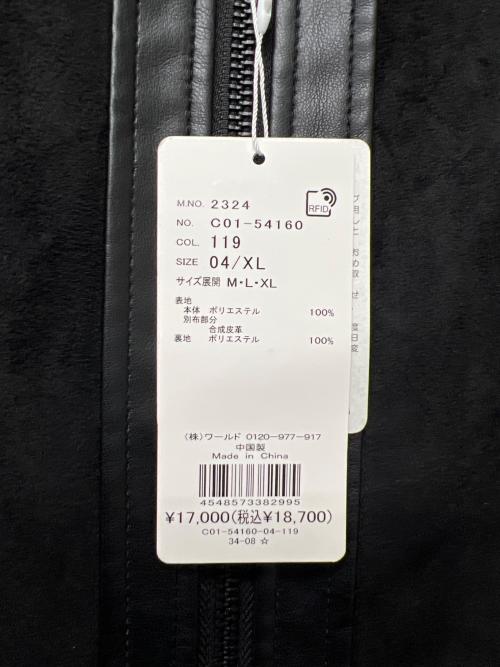 M.NO. 2324
RFID
NO. C01-54160
COL. 119
SIZE 04/XL
サイズ展開 M・L・XL
表地
本体 ポリエステル 100%
別布部分
合成皮革
裏地 ポリエステル 100%
(株)ワールド 0120-977-917
中国製
Made in China
4548573382995
¥17,000(税込¥18,700)
C01-54160-04-119
34-08 ☆